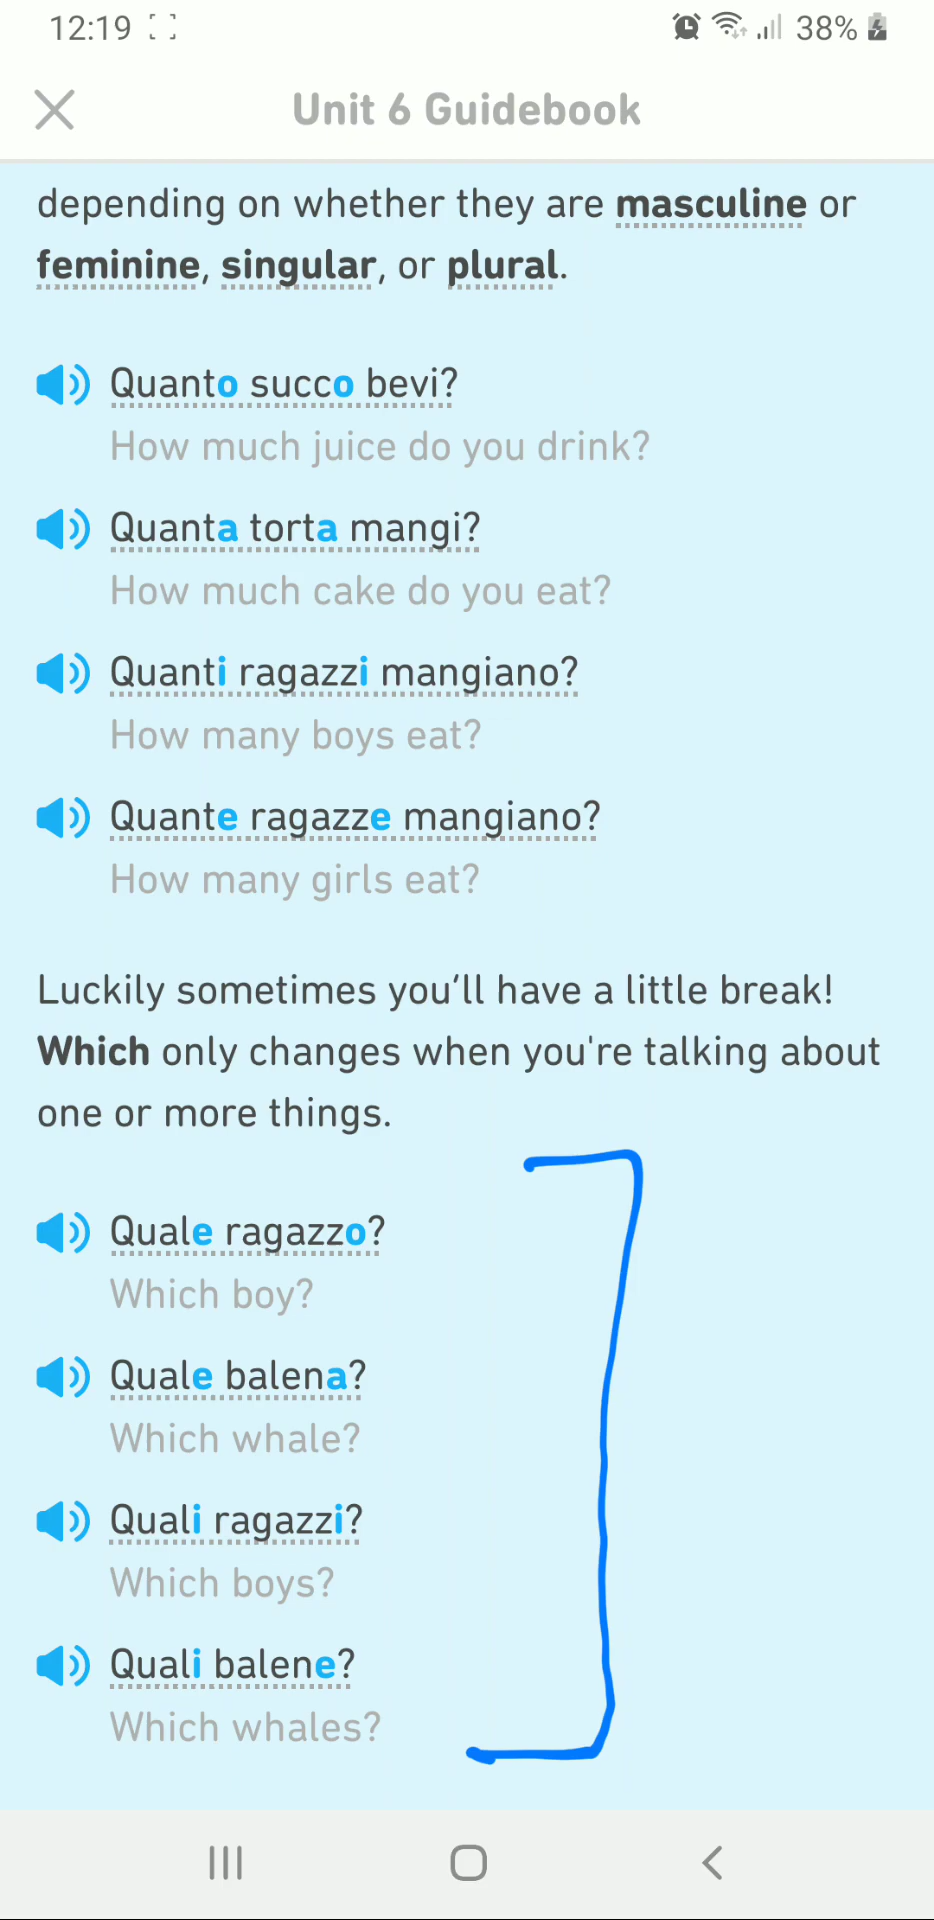 12:19
38%
Unit 6 Guidebook
depending on whether they are masculine or
feminine, singular, or plural.
Quanto succo bevi?
How much juice do you drink?
Quanta torta mangi?
How much cake do you eat?
Quanti ragazzi mangiano?
How many boys eat?
Quante ragazze mangiano?
How many girls eat?
Luckily sometimes you’ll have a little break!
Which only changes when you're talking about
one or more things.
Quale ragazzo?
Which boy?
Quale balena?
Which whale?
Quali ragazzi?
Which boys?
Quali balene?
Which whales?